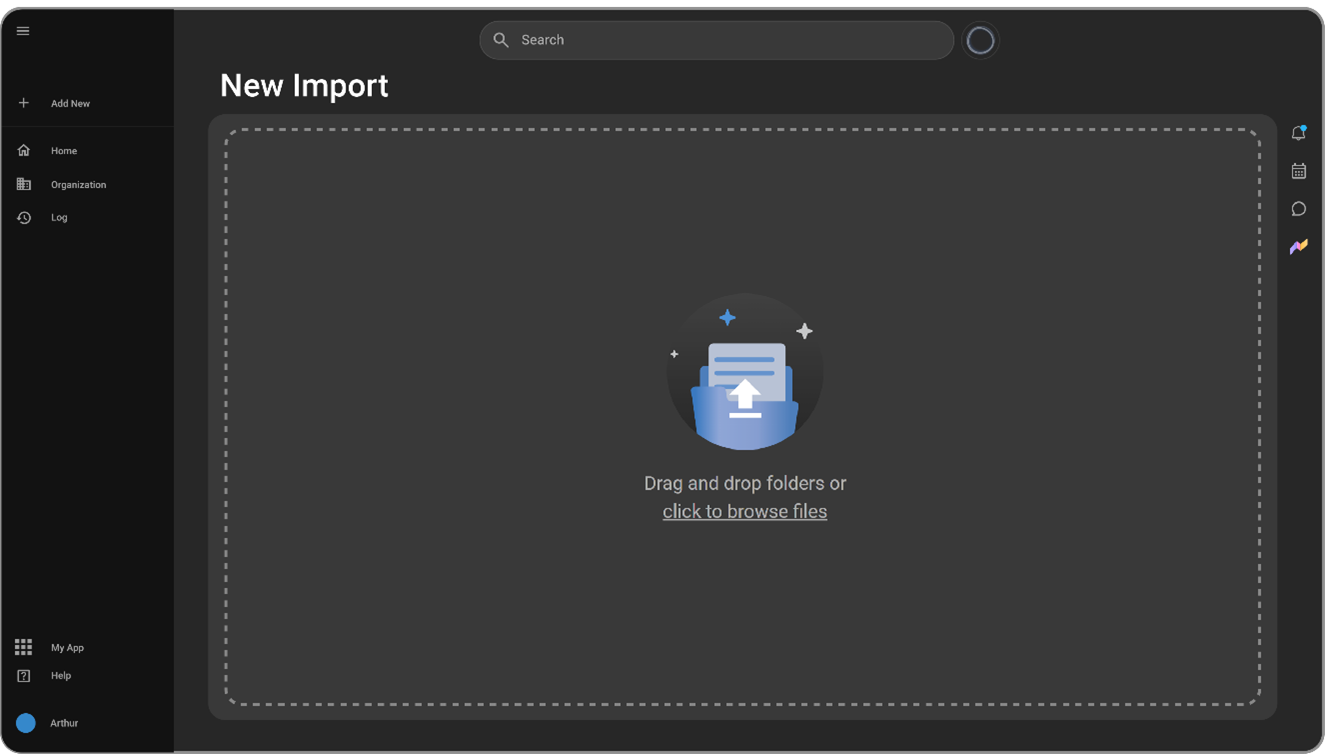 Search
New Import
Add New
Home
Organization
Log
Drag and drop folders or
click to browse files
My App
Help
Arthur